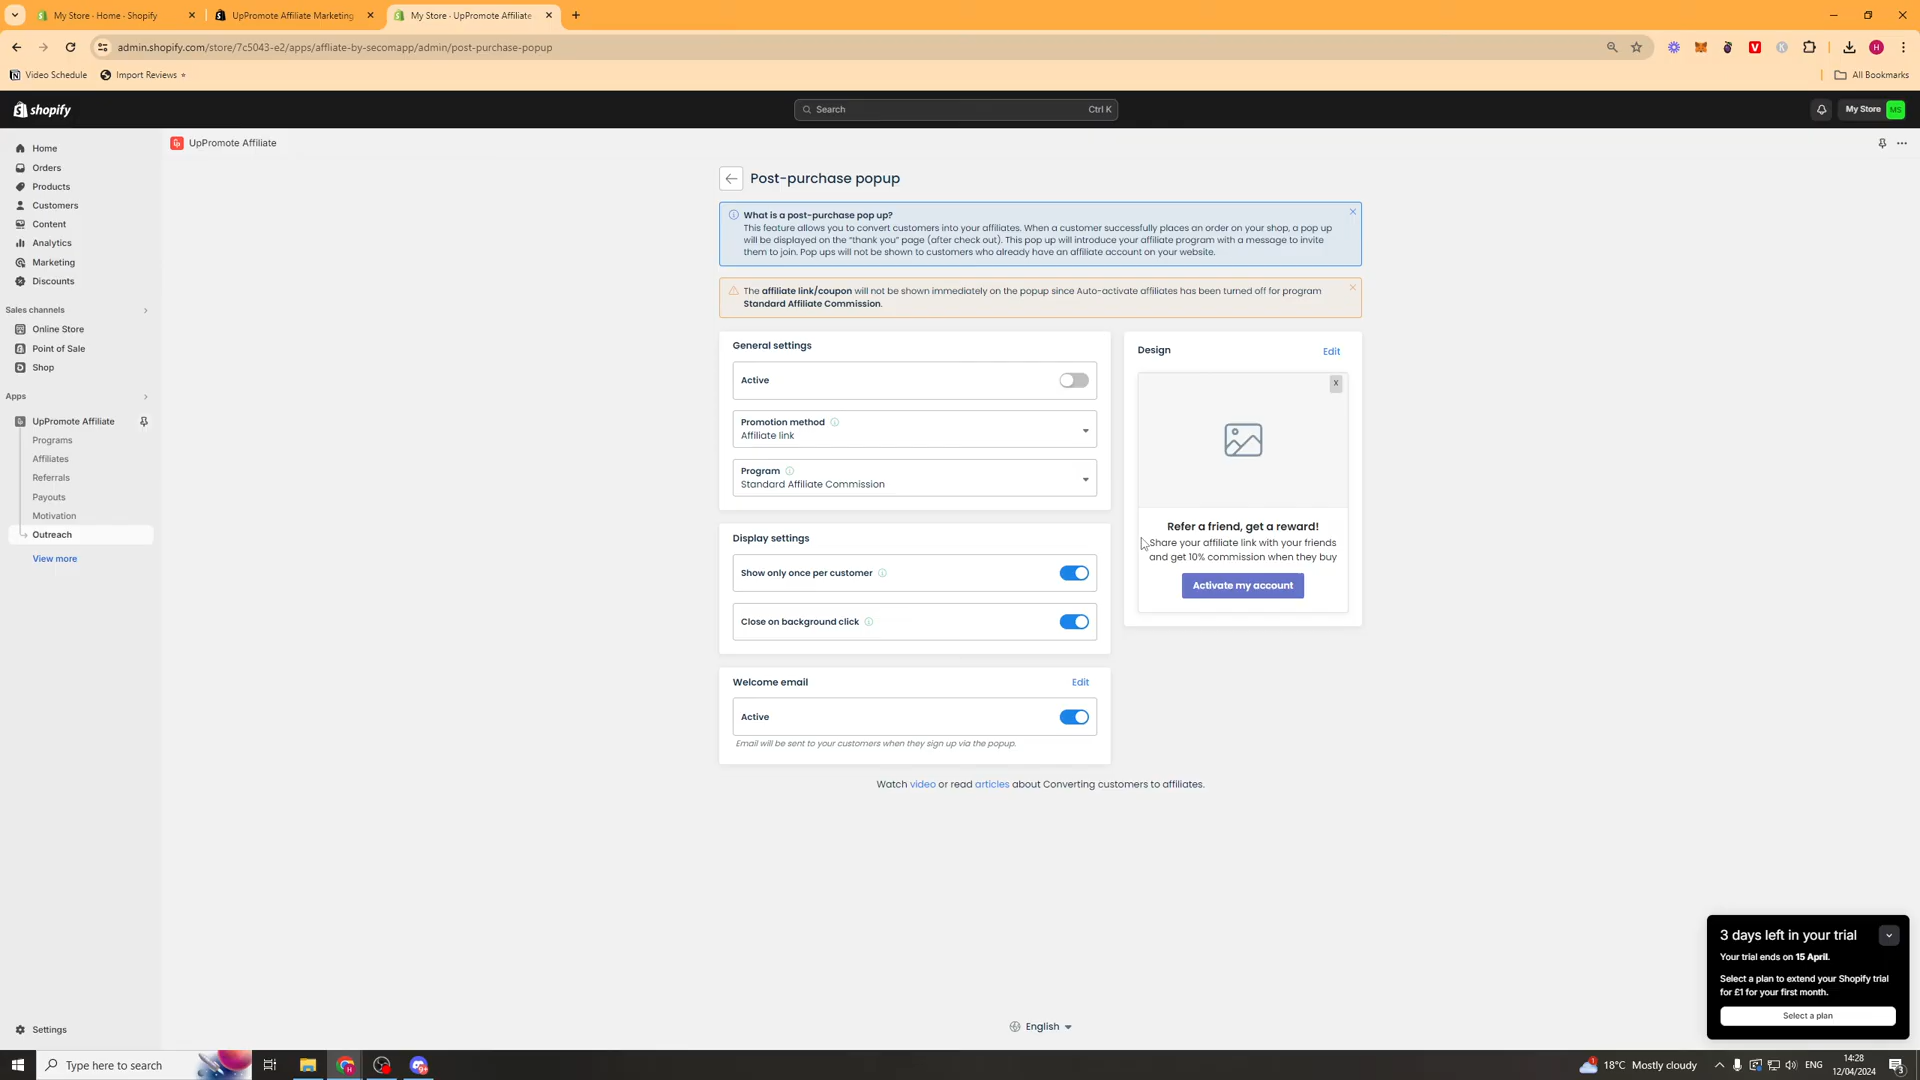 My Store - Home - Shopify
UpPromote Affiliate Marketing
My Store - UpPromote Affiliate
admin.shopify.com/store/7c5043-e2/apps/affliate-by-secomapp/admin/post-purchase-popup
H
Video Schedule
Import Reviews ⋆
All Bookmarks
shopify
Search
Ctrl K
My Store
MS
Home
Orders
Products
Customers
Content
Analytics
Marketing
Discounts
Sales channels
Online Store
Point of Sale
Shop
Apps
UpPromote Affiliate
Programs
Affiliates
Referrals
Payouts
Motivation
Outreach
View more
Settings
UpPromote Affiliate
Post-purchase popup
What is a post-purchase pop up?
This feature allows you to convert customers into your affiliates. When a customer successfully places an order on your shop, a pop up
will be displayed on the “thank you” page (after check out). This pop up will introduce your affiliate program with a message to invite
them to join. Pop ups will not be shown to customers who already have an affiliate account on your website.
The affiliate link/coupon will not be shown immediately on the popup since Auto-activate affiliates has been turned off for program
Standard Affiliate Commission.
General settings
Active
Promotion method
Affiliate link
Program
Standard Affiliate Commission
Display settings
Show only once per customer
Close on background click
Welcome email
Edit
Active
Email will be sent to your customers when they sign up via the popup.
Design
Edit
X
Refer a friend, get a reward!
Share your affiliate link with your friends
and get 10% commission when they buy
Activate my account
Watch video or read articles about Converting customers to affiliates.
English
3 days left in your trial
Your trial ends on 15 April.
Select a plan to extend your Shopify trial
for £1 for your first month.
Select a plan
Type here to search
18°C Mostly cloudy
ENG
14:28
12/04/2024